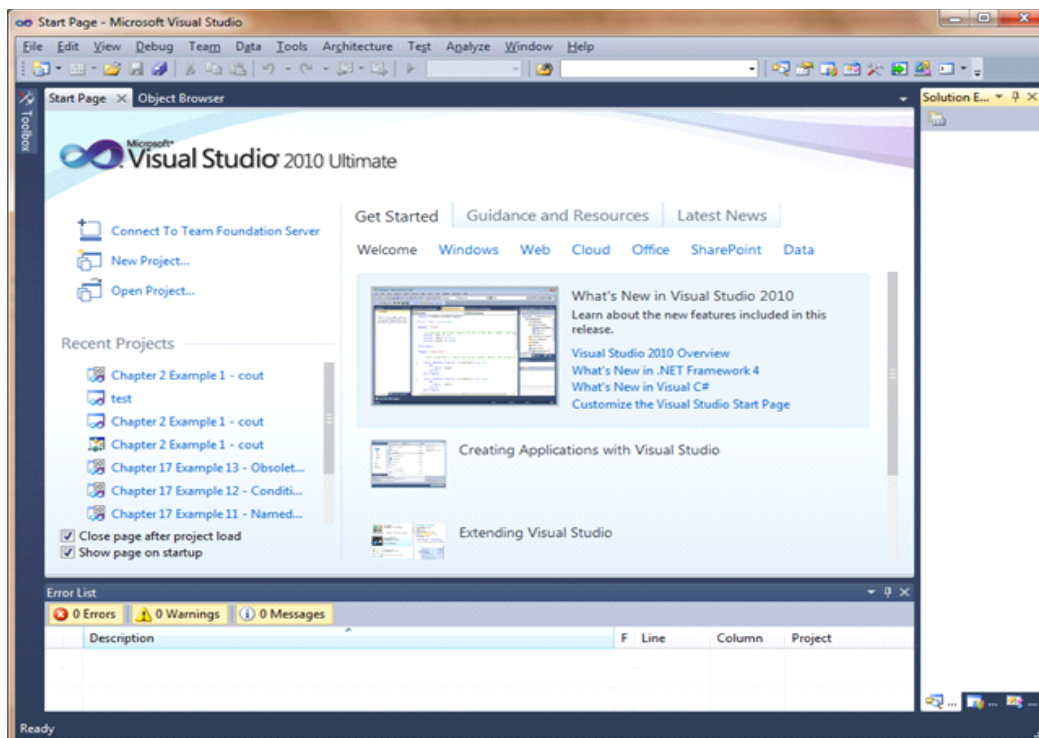 Start Page - Microsoft Visual Studio
File Edit View Debug Team Data Tools Architecture Test Analyze Window Help
Toolbox
Start Page Object Browser
Solution E...
Microsoft®
Visual Studio 2010 Ultimate
Connect To Team Foundation Server
New Project...
Open Project...
Recent Projects
Chapter 2 Example 1 - cout
test
Chapter 2 Example 1 - cout
Chapter 2 Example 1 - cout
Chapter 17 Example 13 - Obsolet...
Chapter 17 Example 12 - Conditi...
Chapter 17 Example 11 - Named...
Close page after project load
Show page on startup
Get Started Guidance and Resources Latest News
Welcome Windows Web Cloud Office SharePoint Data
What's New in Visual Studio 2010
Learn about the new features included in this
release.
Visual Studio 2010 Overview
What's New in .NET Framework 4
What's New in Visual C#
Customize the Visual Studio Start Page
Creating Applications with Visual Studio
Extending Visual Studio
Error List
0 Errors 0 Warnings 0 Messages
Description F Line Column Project
... ... ...
Ready